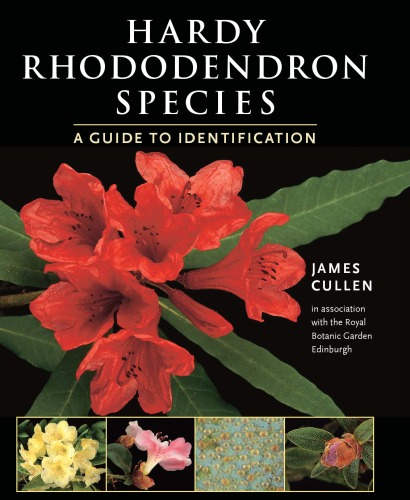 HARDY
RHODODENDRON
SPECIES
A GUIDE TO IDENTIFICATION
JAMES
CULLEN
in association
with the Royal
Botanic Garden
Edinburgh